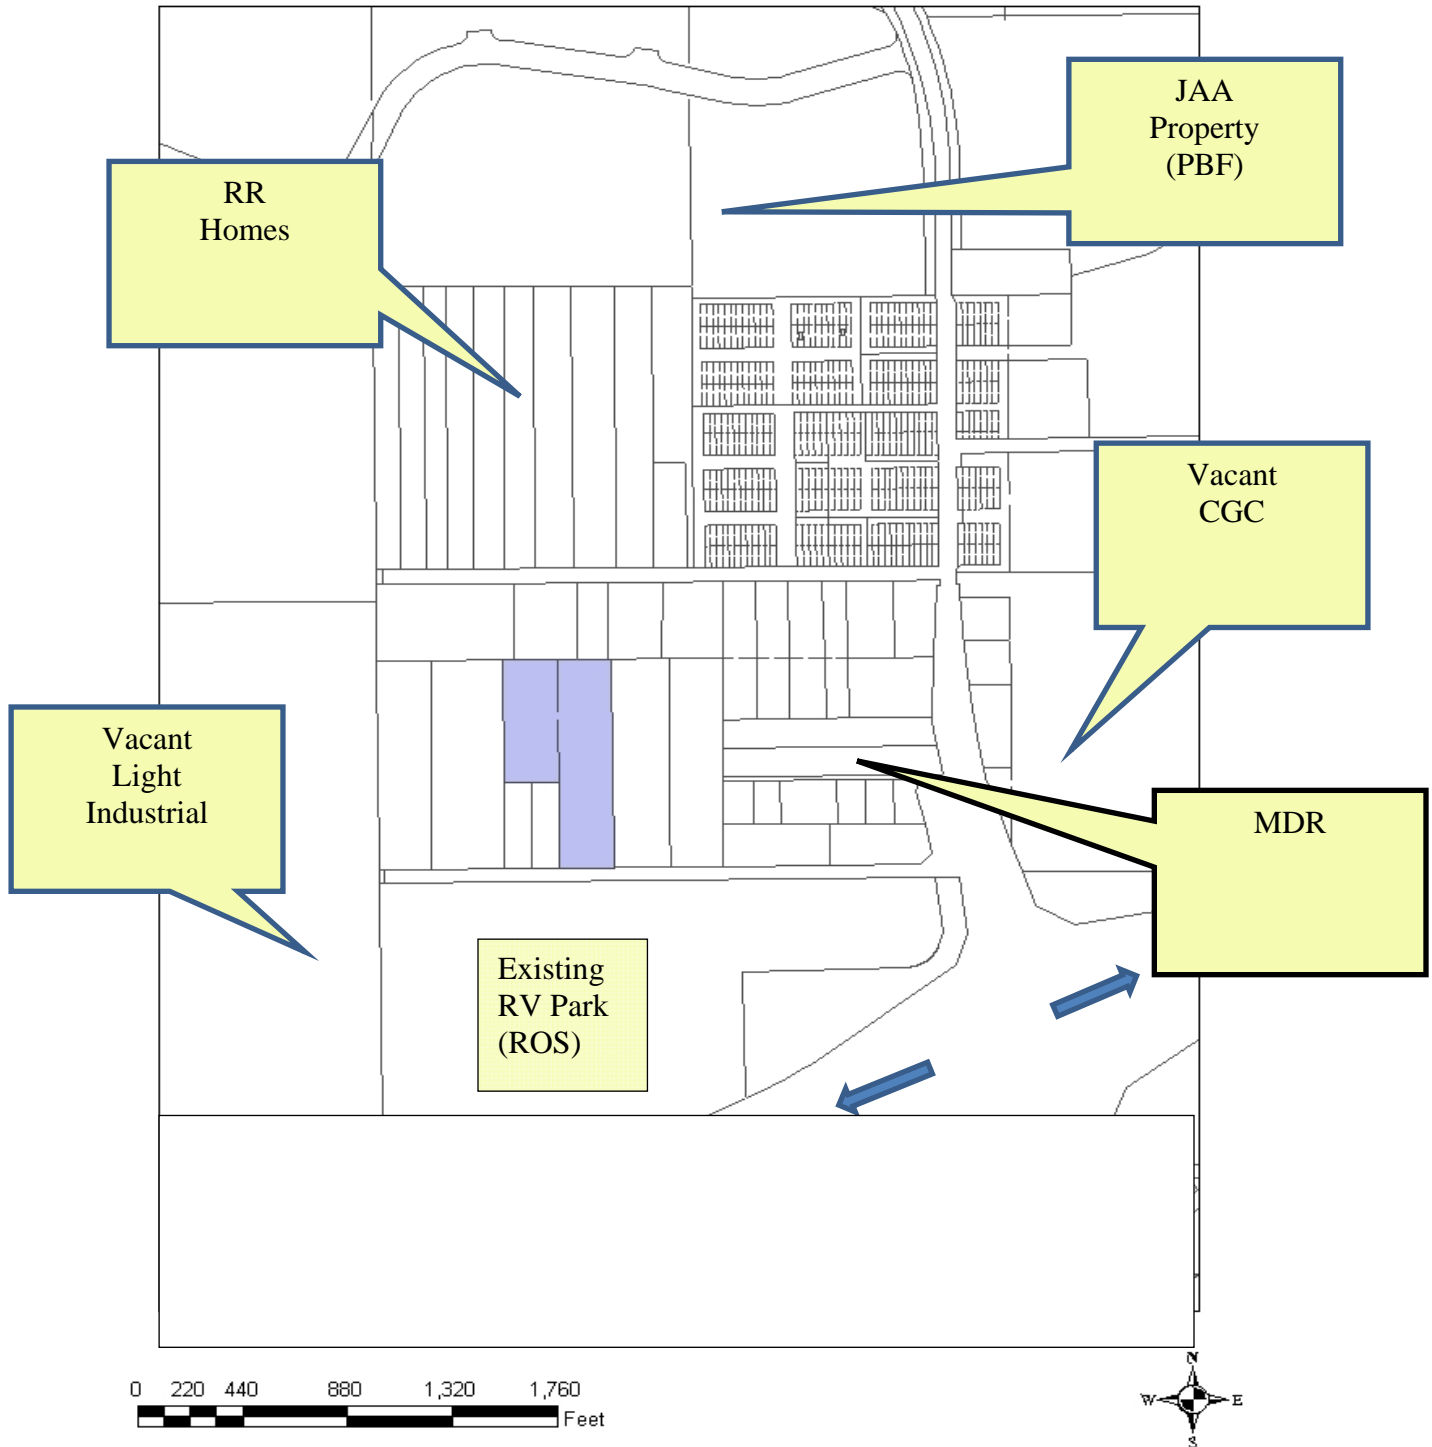 JAA
Property
(PBF)
RR
Homes
Vacant
CGC
Vacant
Light
Industrial
MDR
Existing
RV Park
(ROS)
0 220 440 880 1,320 1,760
Feet
N
W E
S